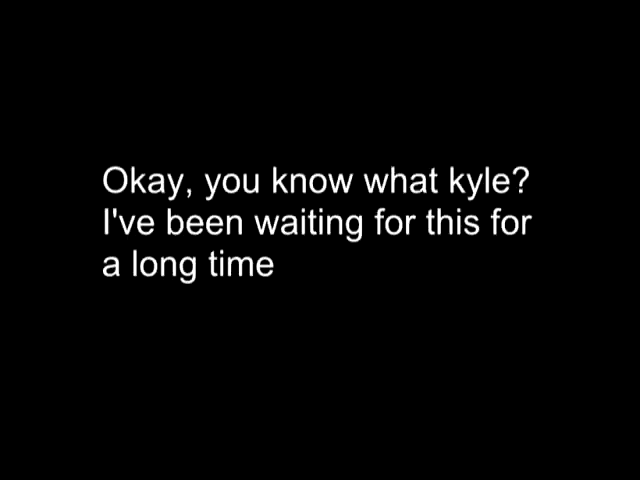 Okay, you know what kyle?
I've been waiting for this for
a long time